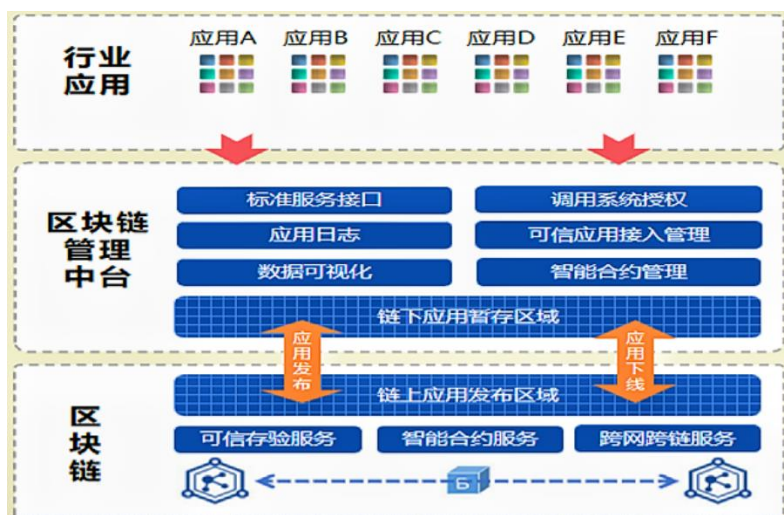 行业
应用
应用A 应用B 应用C 应用D 应用E 应用F
区块链
管理
中台
标准服务接口 调用系统授权
应用日志 可信应用接入管理
数据可视化 智能合约管理
链下应用暂存区域
应用发布 应用下线
区
块
链
链上应用发布区域
可信存验服务 智能合约服务 跨网跨链服务